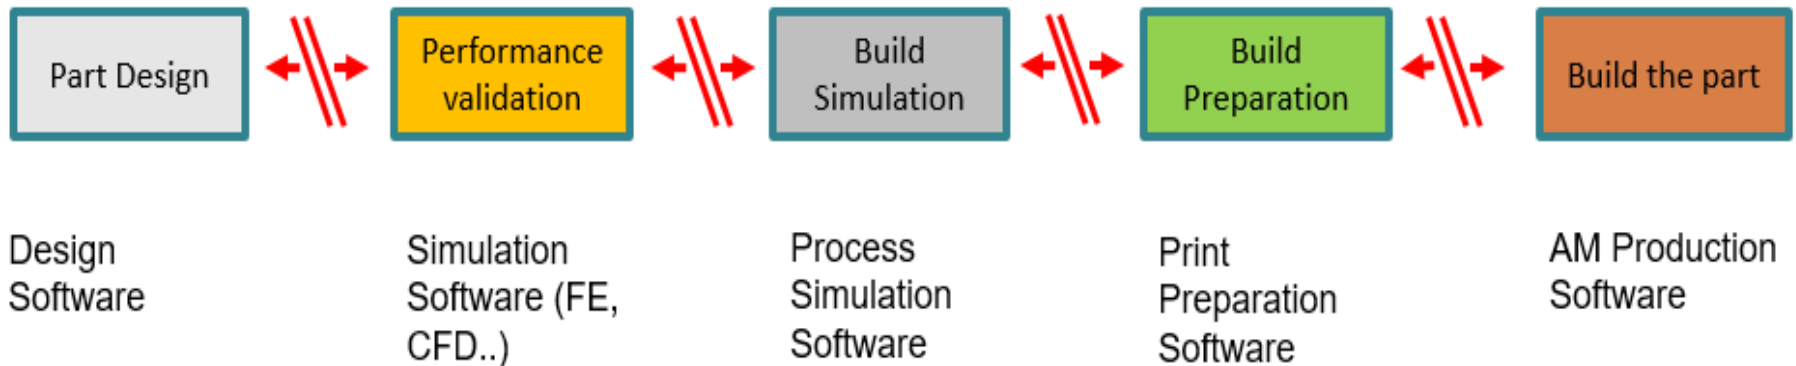 Part Design
Performance
validation
Build
Simulation
Build
Preparation
Build the part
Design
Software
Simulation
Software (FE,
CFD..)
Process
Simulation
Software
Print
Preparation
Software
AM Production
Software